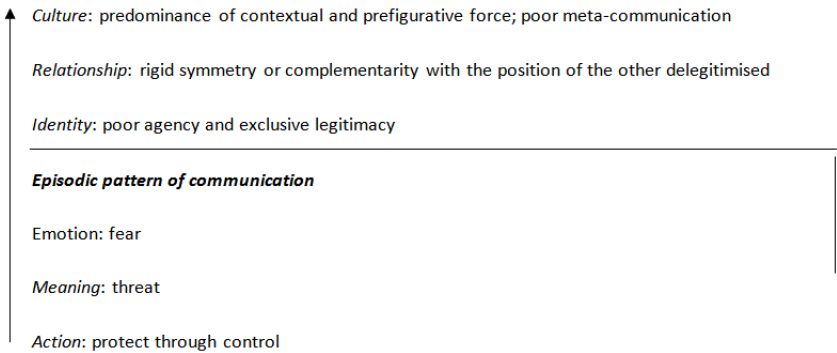 Culture: predominance of contextual and prefigurative force; poor meta-communication
Relationship: rigid symmetry or complementarity with the position of the other delegitimised
Identity: poor agency and exclusive legitimacy
Episodic pattern of communication
Emotion: fear
Meaning: threat
Action: protect through control